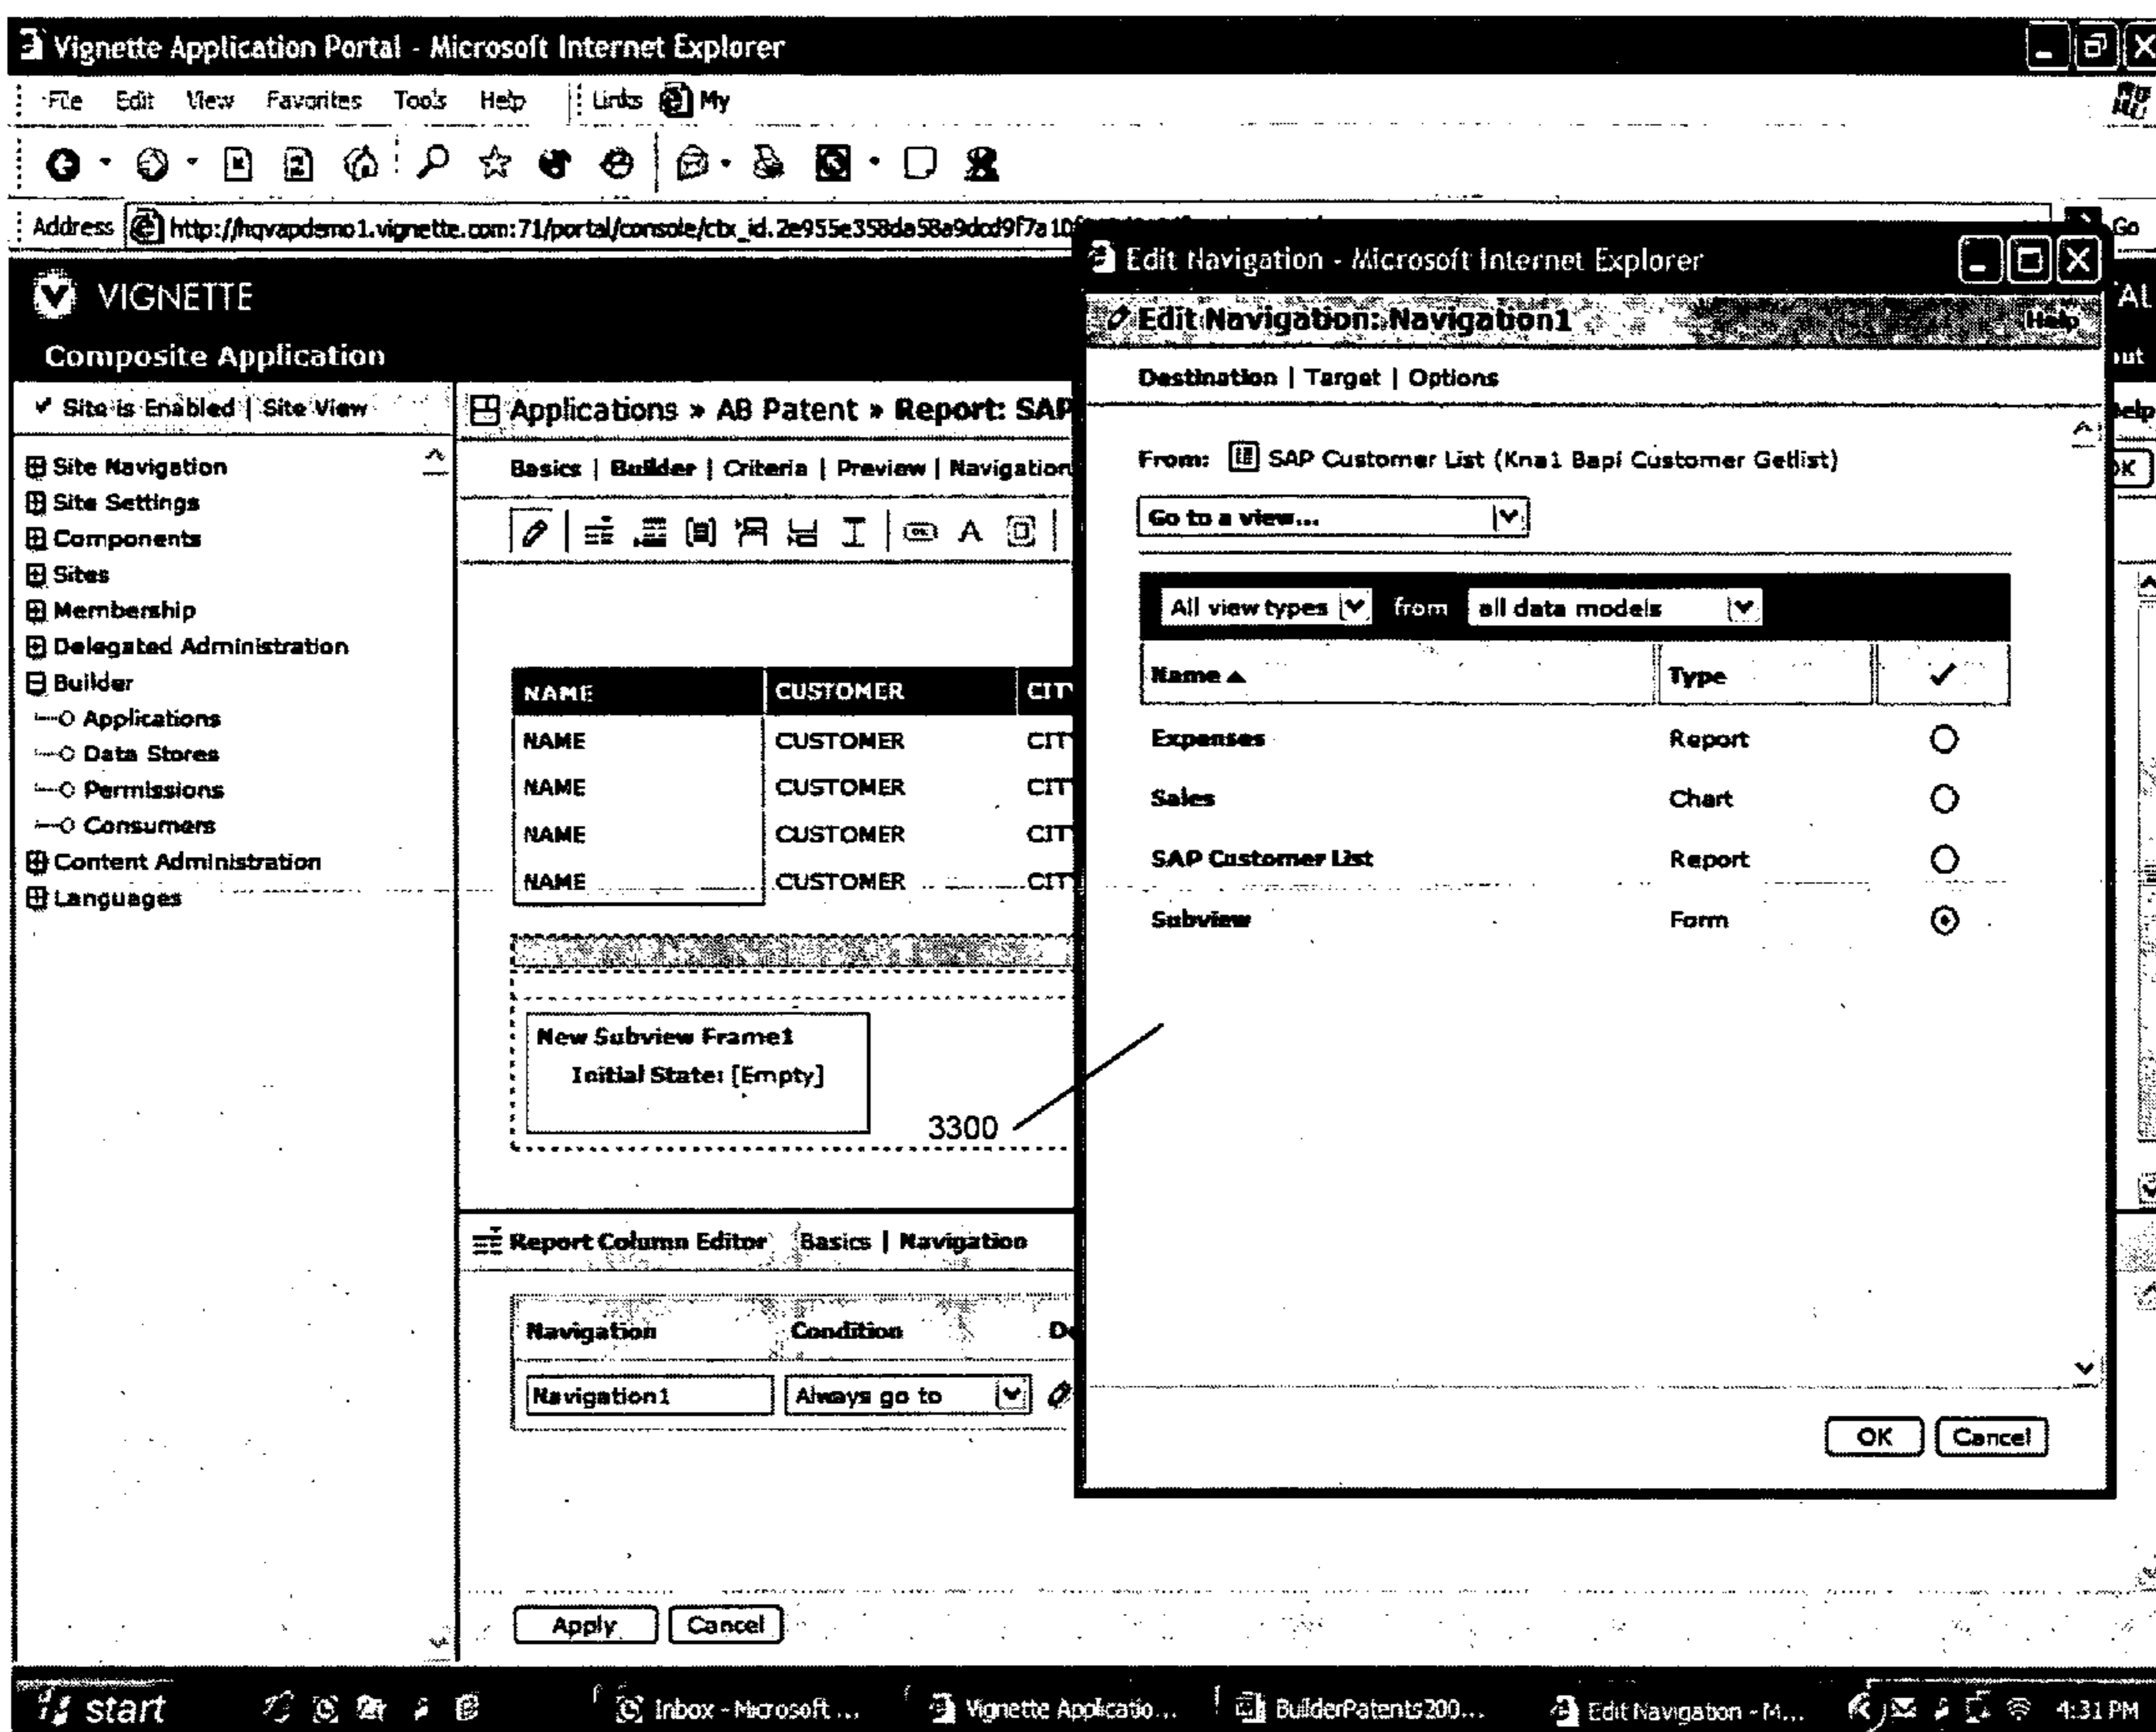 Vignette Application Portal - Microsoft Internet Explorer
File Edit View Favorites Tools Help Links My
Address http://hqvapdemo1.vignette.com:71/portal/console/ctx_id.2e955e358da58a9dcd9f7a10 Go
VIGNETTE
Composite Application
✓ Site is Enabled | Site View
Site Navigation
Site Settings
Components
Sites
Membership
Delegated Administration
Builder
Applications
Data Stores
Permissions
Consumers
Content Administration
Languages
Applications » AB Patent » Report: SAP
Basics | Builder | Criteria | Preview | Navigation
NAME CUSTOMER CIT
NAME CUSTOMER CIT
NAME CUSTOMER CIT
NAME CUSTOMER CIT
NAME CUSTOMER CIT
New Subview Frame1
Initial State: [Empty]
3300
Report Column Editor Basics | Navigation
Navigation Condition
Navigation1 Always go to
Apply Cancel
Edit Navigation - Microsoft Internet Explorer
Edit Navigation: Navigation1 Help
Destination | Target | Options
From: SAP Customer List (Kna1 Bapi Customer Getlist)
Go to a view...
All view types from all data models
Name Type ✓
Expenses Report
Sales Chart
SAP Customer List Report
Subview Form
OK Cancel
start Inbox - Microsoft ... Vignette Applicatio... BuilderPatents200... Edit Navigation - M... 4:31 PM